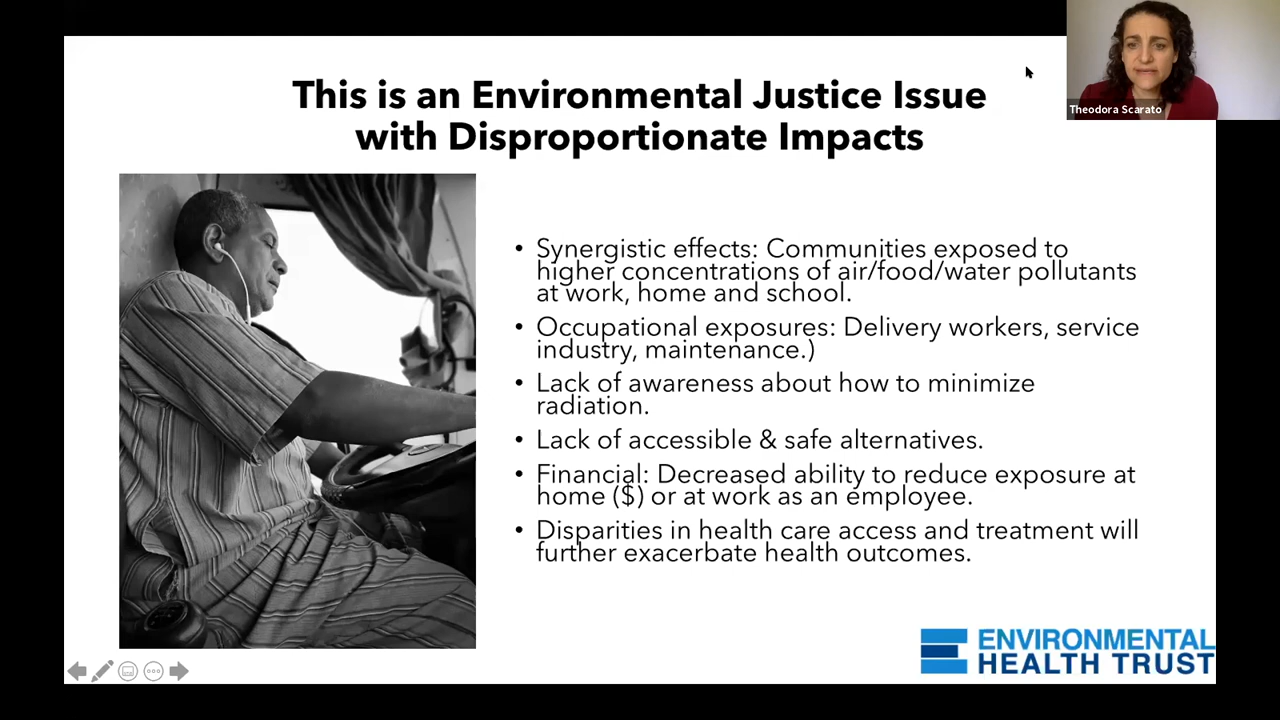 This is an Environmental Justice Issue
with Disproportionate Impacts
Theodora Scarato
• Synergistic effects: Communities exposed to
higher concentrations of air/food/water pollutants
at work, home and school.
• Occupational exposures: Delivery workers, service
industry, maintenance.)
• Lack of awareness about how to minimize
radiation.
• Lack of accessible & safe alternatives.
• Financial: Decreased ability to reduce exposure at
home ($) or at work as an employee.
• Disparities in health care access and treatment will
further exacerbate health outcomes.
ENVIRONMENTAL
HEALTH TRUST